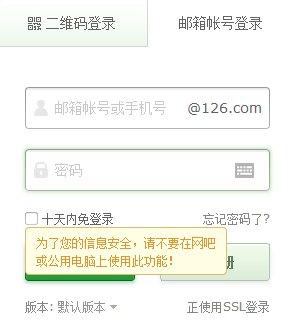 二维码登录
邮箱帐号登录
邮箱帐号或手机号 @126.com
密码
十天内免登录 忘记密码了?
为了您的信息安全，请不要在网吧
或公用电脑上使用此功能！
册
版本: 默认版本 正使用SSL登录